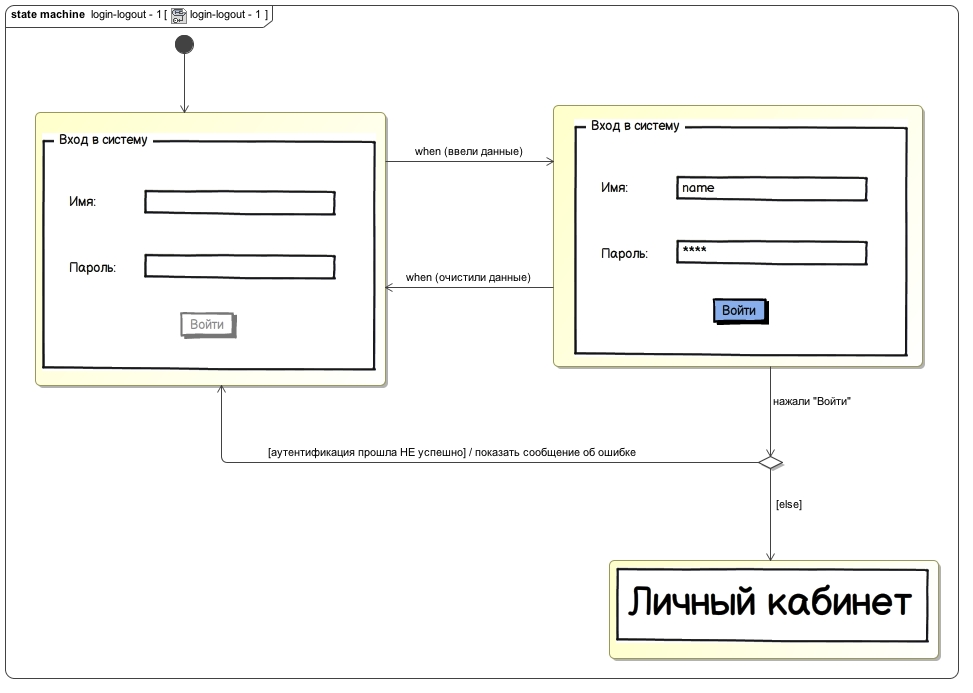 state machine login-logout - 1 [ login-logout - 1 ]
Вход в систему
Имя:
Пароль:
Войти
when (ввели данные)
when (очистили данные)
Вход в систему
Имя: name
Пароль: ****
Войти
нажали "Войти"
[аутентификация прошла НЕ успешно] / показать сообщение об ошибке
[else]
Личный кабинет